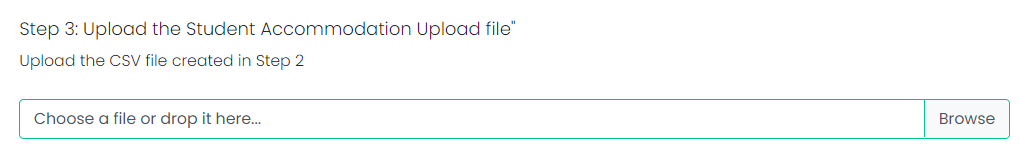 Step 3: Upload the Student Accommodation Upload file"
Upload the CSV file created in Step 2
Choose a file or drop it here...
Browse